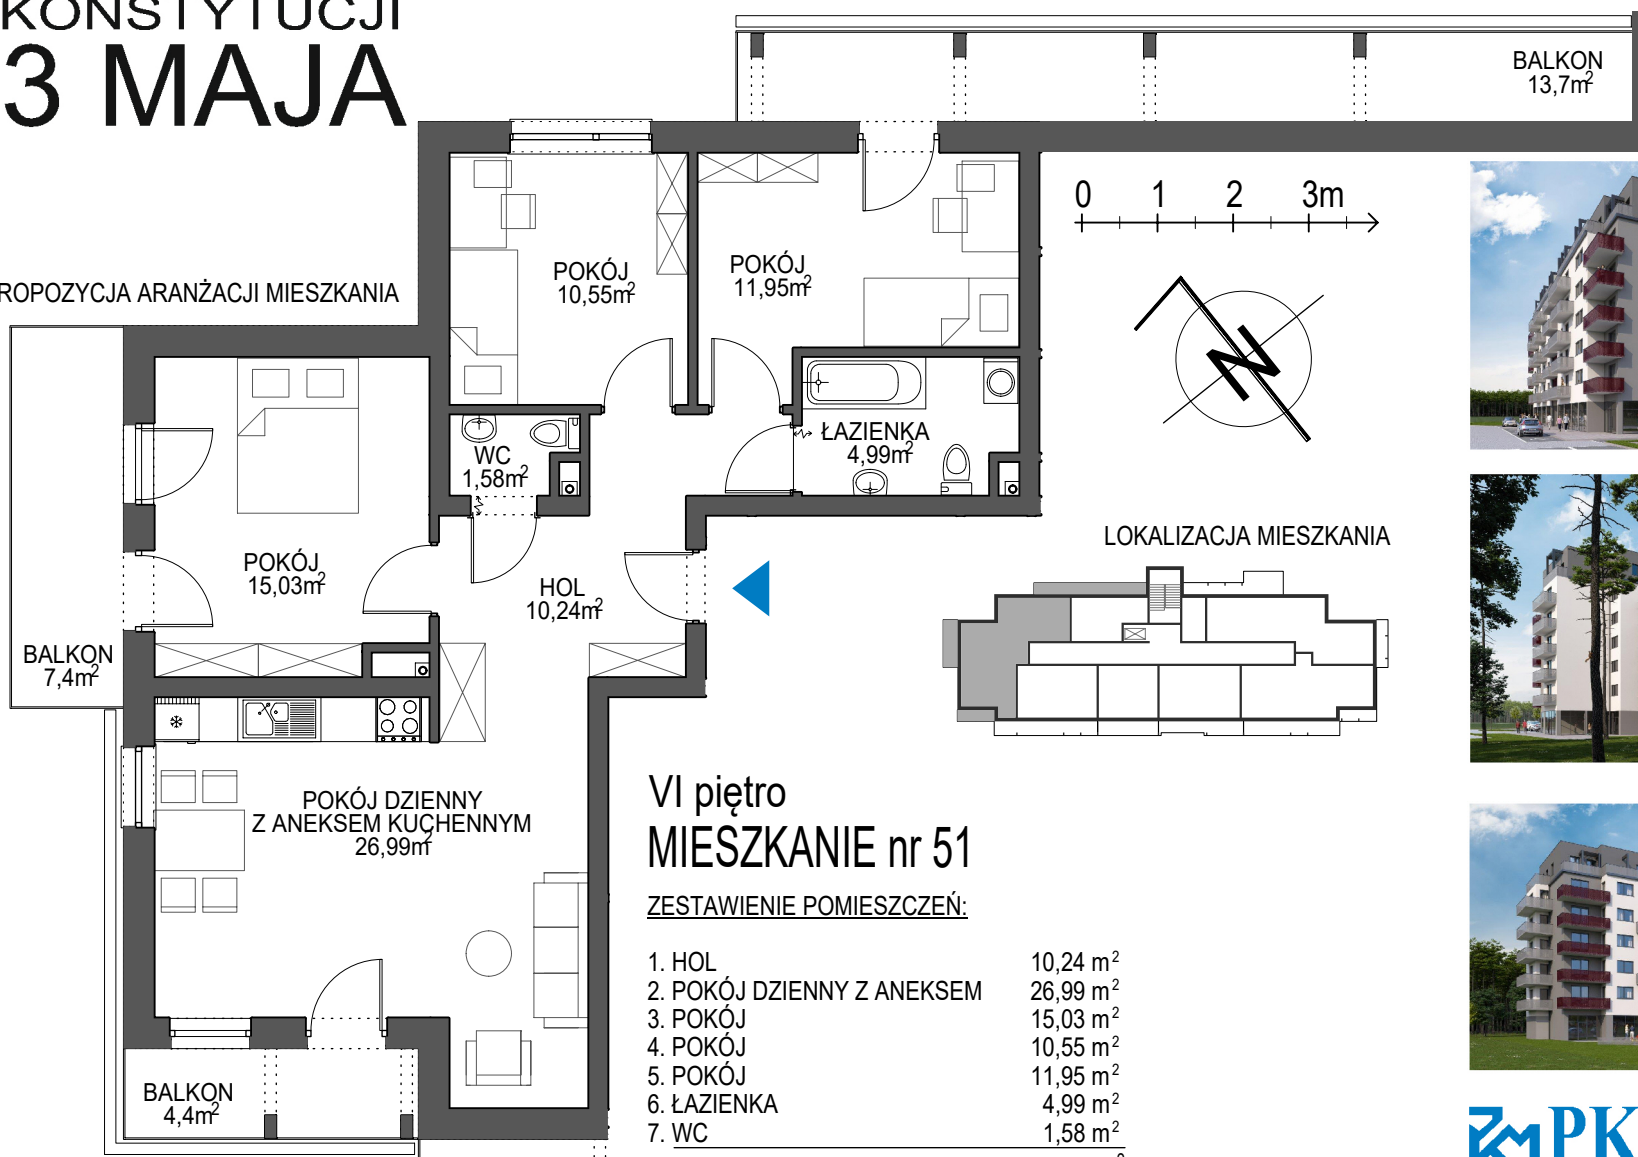 KONSTYTUCJI
3 MAJA
BALKON
13,7m²
0 1 2 3m
POKÓJ
10,55m²
POKÓJ
11,95m²
ROPOZYCJA ARANŻACJI MIESZKANIA
N
ŁAZIENKA
4,99m²
WC
1,58m²
POKÓJ
15,03m²
HOL
10,24m²
LOKALIZACJA MIESZKANIA
BALKON
7,4m²
POKÓJ DZIENNY
Z ANEKSEM KUCHENNYM
26,99m²
VI piętro
MIESZKANIE nr 51
ZESTAWIENIE POMIESZCZEŃ:
1. HOL 10,24 m²
2. POKÓJ DZIENNY Z ANEKSEM 26,99 m²
3. POKÓJ 15,03 m²
4. POKÓJ 10,55 m²
5. POKÓJ 11,95 m²
6. ŁAZIENKA 4,99 m²
7. WC 1,58 m²
BALKON
4,4m²
PK